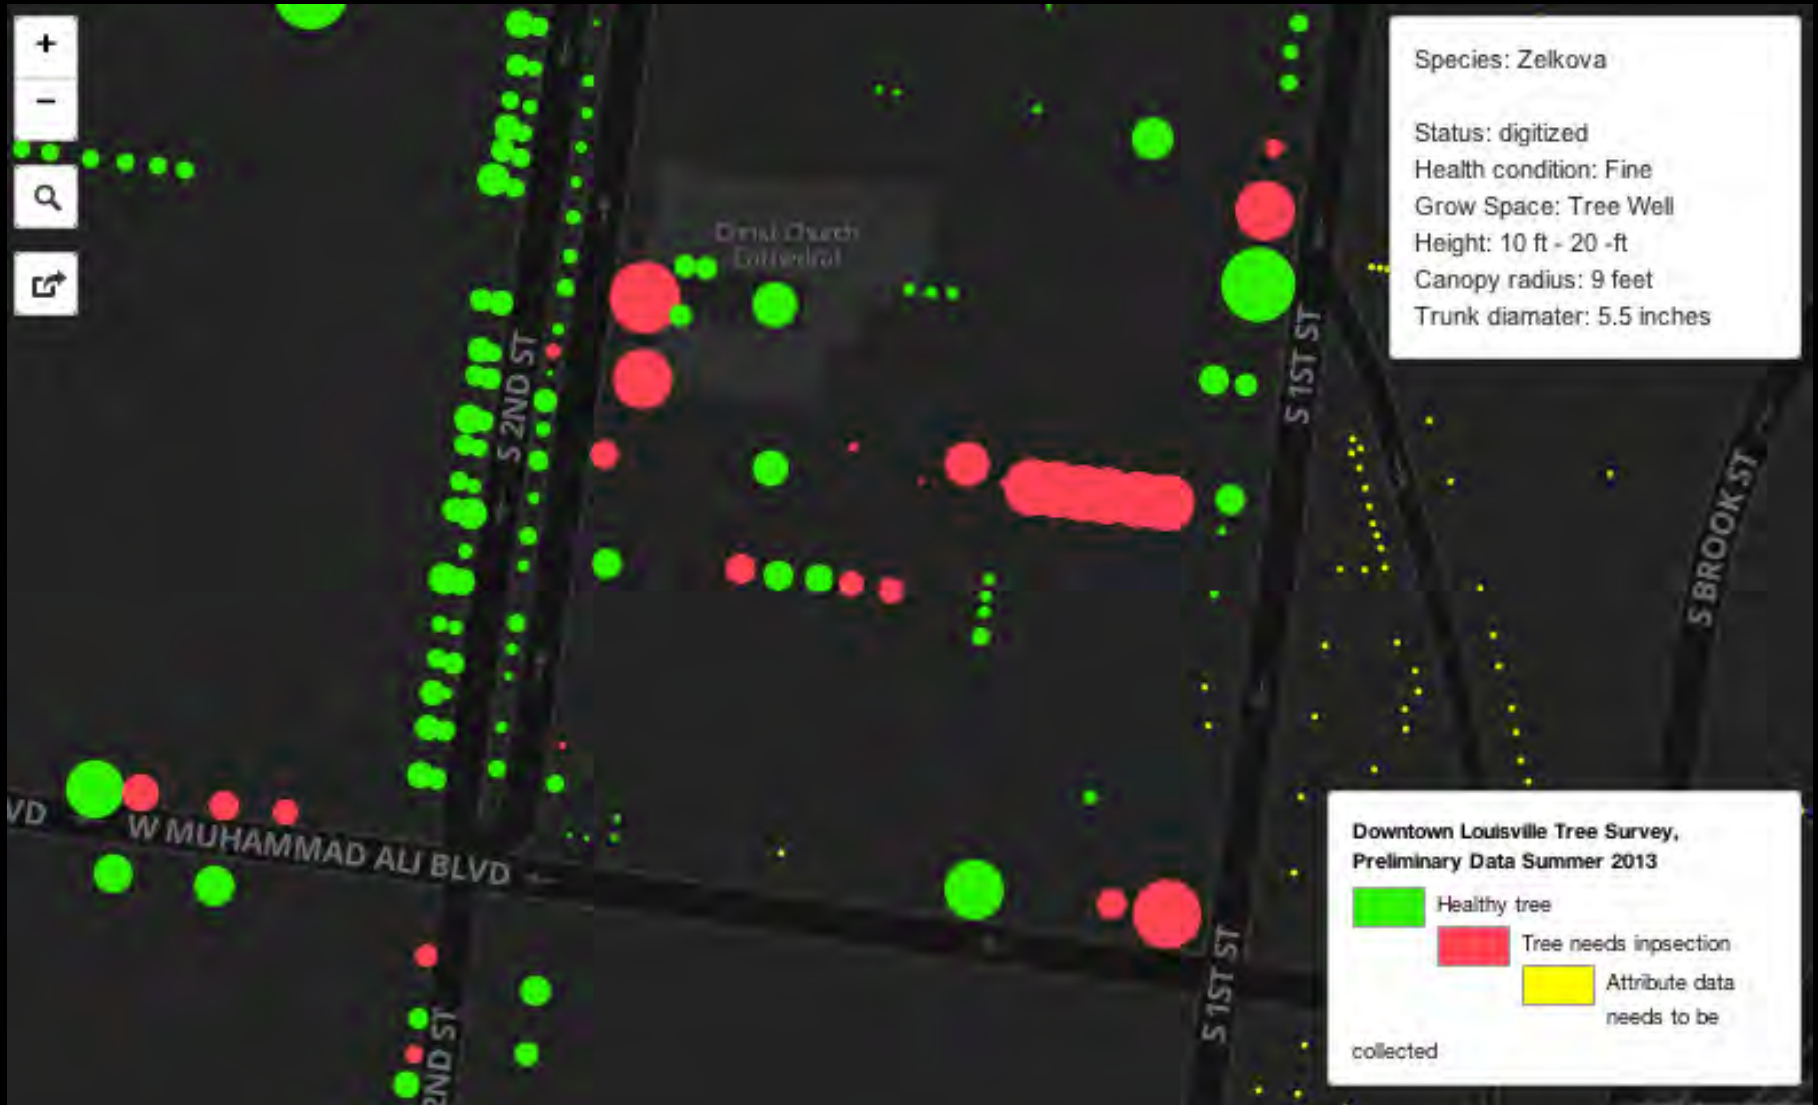 +
−
Species: Zelkova
Status: digitized
Health condition: Fine
Grow Space: Tree Well
Height: 10 ft - 20 -ft
Canopy radius: 9 feet
Trunk diamater: 5.5 inches
Christ Church
Cathedral
S 2ND ST
S 1ST ST
S BROOK ST
VD
W MUHAMMAD ALI BLVD
S 1ST ST
2ND ST
Downtown Louisville Tree Survey,
Preliminary Data Summer 2013
Healthy tree
Tree needs inpsection
Attribute data
needs to be
collected